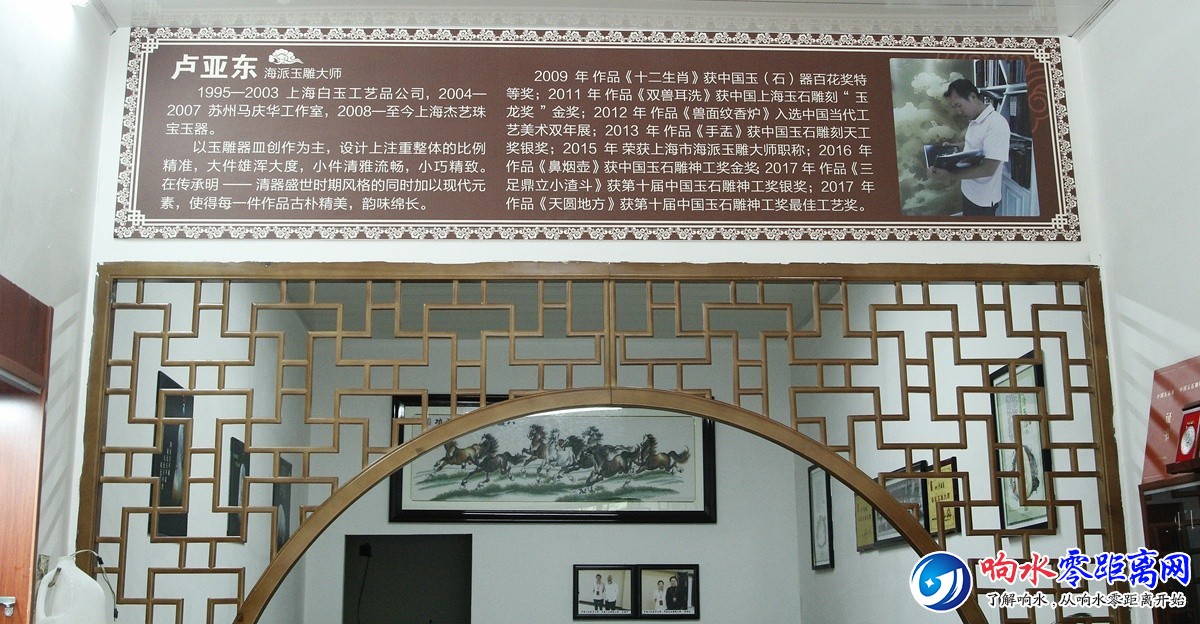 卢亚东
海派玉雕大师
1995—2003 上海白玉工艺品公司，2004—
2007 苏州马庆华工作室，2008—至今上海杰艺珠
宝玉器。
以玉雕器皿创作为主，设计上注重整体的比例
精准，大件雄浑大度，小件清雅流畅，小巧精致。
在传承明 —— 清器盛世时期风格的同时加以现代元
素，使得每一件作品古朴精美，韵味绵长。
2009 年作品《十二生肖》获中国玉（石）器百花奖特
等奖；2011 年作品《双兽耳洗》获中国上海玉石雕刻“ 玉
龙奖 ” 金奖；2012 年作品《兽面纹香炉》入选中国当代工
艺美术双年展；2013 年作品《手盂》获中国玉石雕刻天工
奖银奖；2015 年荣获上海市海派玉雕大师职称；2016 年
作品《鼻烟壶》获中国玉石雕神工奖金奖；2017 年作品《三
足鼎立小渣斗》获第十届中国玉石雕神工奖银奖；2017 年
作品《天圆地方》获第十届中国玉石雕神工奖最佳工艺奖。
响水零距离网
了解响水，从响水零距离开始